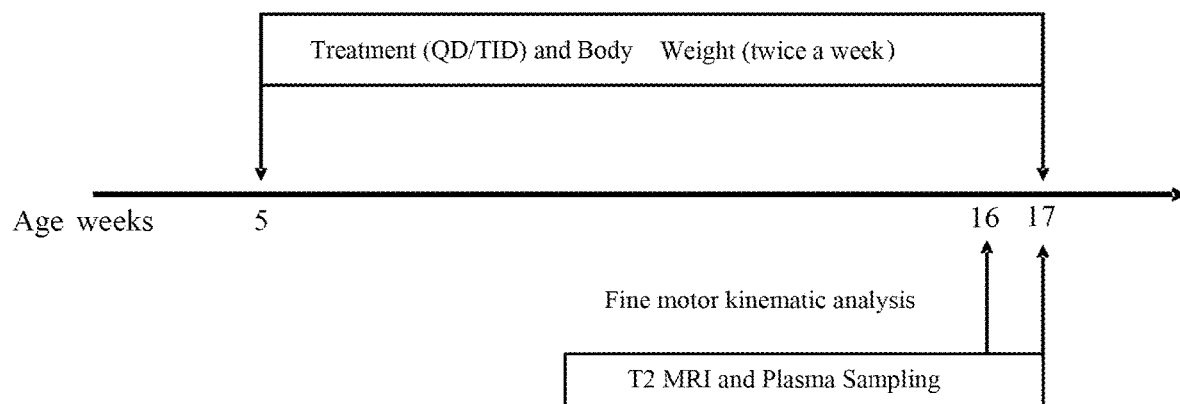 Treatment (QD/TID) and Body Weight (twice a week)
Age weeks 5 16 17
Fine motor kinematic analysis
T2 MRI and Plasma Sampling